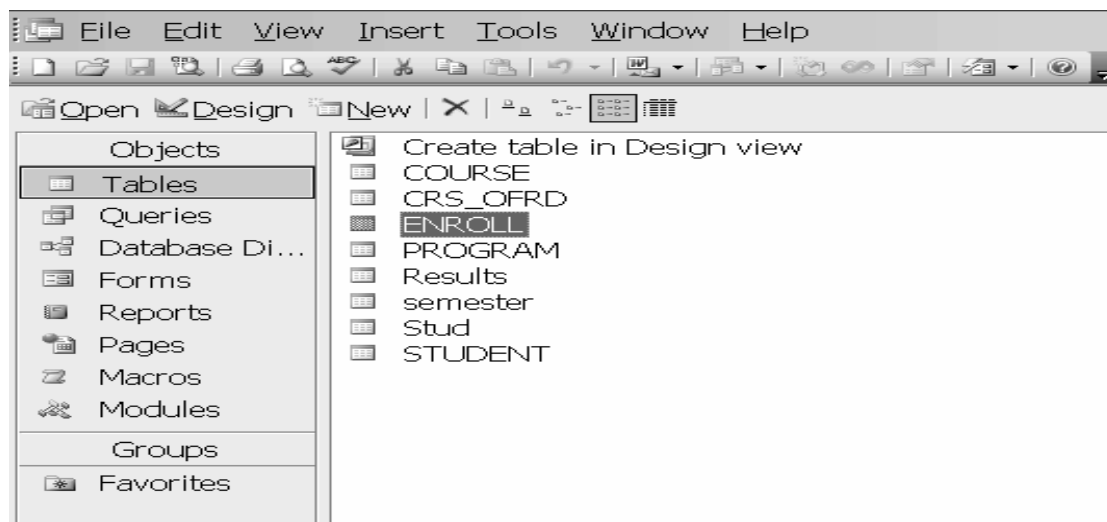 File Edit View Insert Tools Window Help
Open Design New
Objects
Tables
Queries
Database Di...
Forms
Reports
Pages
Macros
Modules
Groups
Favorites
Create table in Design view
COURSE
CRS_OFRD
ENROLL
PROGRAM
Results
semester
Stud
STUDENT